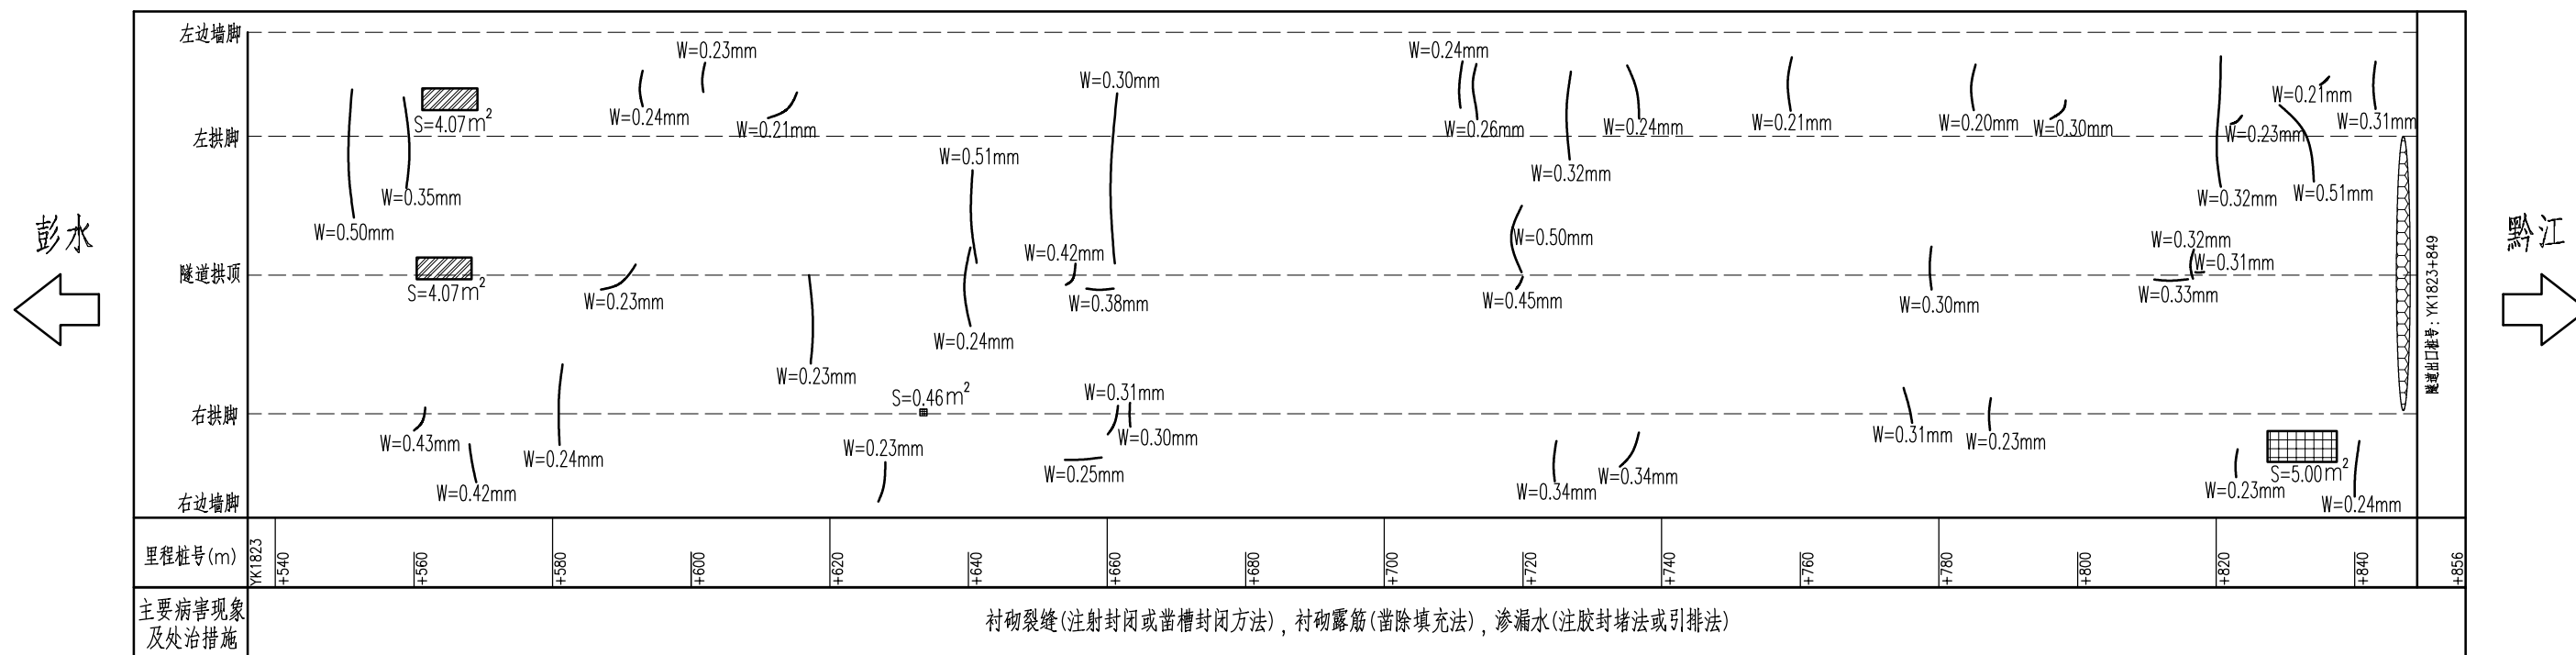 左边墙脚
W=0.23mm
W=0.24mm
W=0.30mm
W=0.21mm
W=0.24mm
S=4.07m²
W=0.21mm
W=0.26mm
W=0.24mm
W=0.21mm
W=0.20mm
W=0.30mm
W=0.23mm
W=0.31mm
左拱脚
W=0.51mm
W=0.32mm
W=0.35mm
W=0.32mm
W=0.51mm
W=0.50mm
彭水
黔江
W=0.50mm
W=0.32mm
W=0.42mm
W=0.31mm
隧道拱顶
S=4.07m²
W=0.23mm
W=0.38mm
W=0.45mm
W=0.30mm
W=0.33mm
隧道出口桩号:YK1823+849
W=0.24mm
W=0.23mm
S=0.46m²
W=0.31mm
右拱脚
W=0.43mm
W=0.30mm
W=0.31mm
W=0.23mm
W=0.24mm
W=0.23mm
W=0.25mm
W=0.34mm
S=5.00m²
W=0.42mm
W=0.34mm
W=0.23mm
W=0.24mm
右边墙脚
里程桩号(m)
YK1823
+540
+560
+580
+600
+620
+640
+660
+680
+700
+720
+740
+760
+780
+800
+820
+840
+856
主要病害现象
及处治措施
衬砌裂缝(注射封闭或凿槽封闭方法),衬砌露筋(凿除填充法),渗漏水(注胶封堵法或引排法)